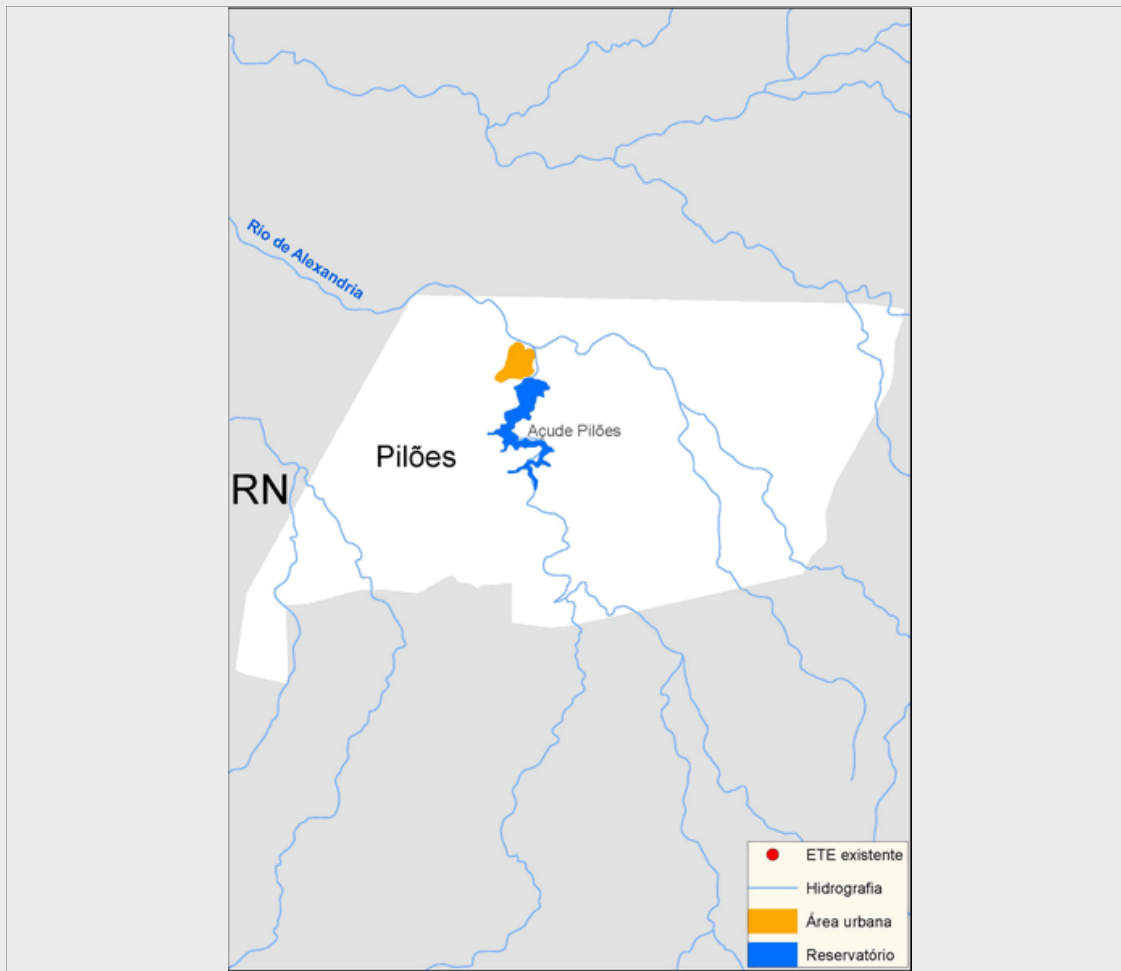 Rio de Alexandria
Açude Pilões
Pilões
RN
ETE existente
Hidrografia
Área urbana
Reservatório